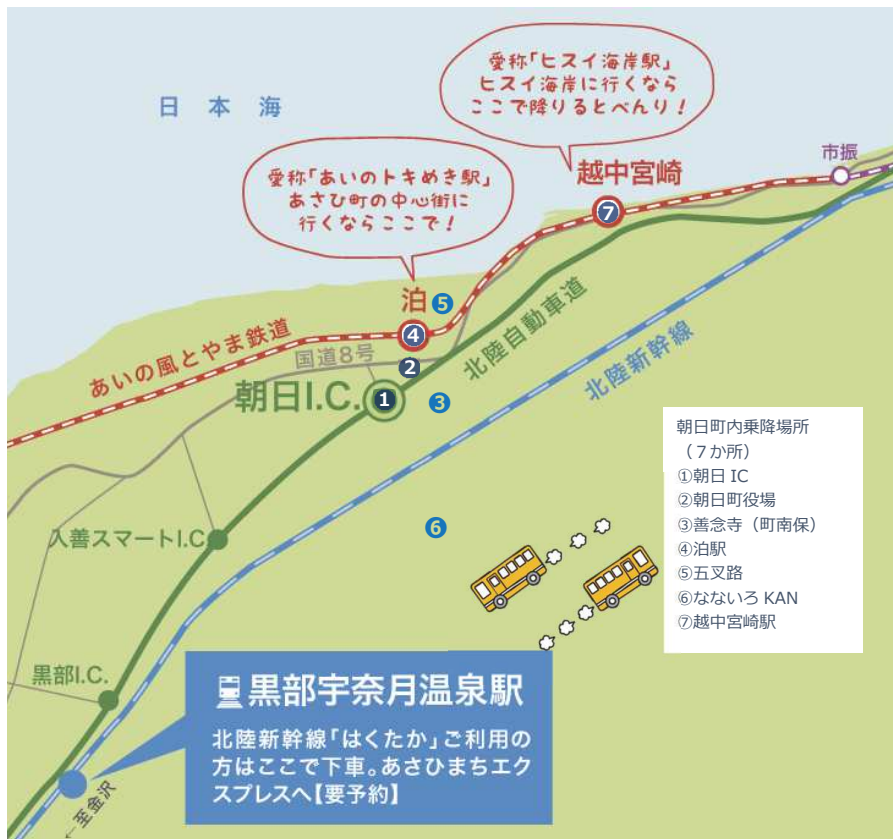 愛称「ヒスイ海岸駅」
ヒスイ海岸に行くなら
ここで降りるとべんり!
日本海
市振
越中宮崎
⑦
愛称「あいのトキめき駅」
あさひ町の中心街に
行くならここで!
泊
⑤
④
あいの風とやま鉄道
国道8号
②
北陸自動車道
北陸新幹線
朝日I.C.
①
③
朝日町内乗降場所
(7か所)
①朝日 IC
②朝日町役場
③善念寺(町南保)
④泊駅
⑤五叉路
⑥なないろ KAN
⑦越中宮崎駅
⑥
入善スマートI.C
黒部I.C.
黒部宇奈月温泉駅
北陸新幹線「はくたか」ご利用の
方はここで下車。あさひまちエク
スプレスへ【要予約】
←至金沢